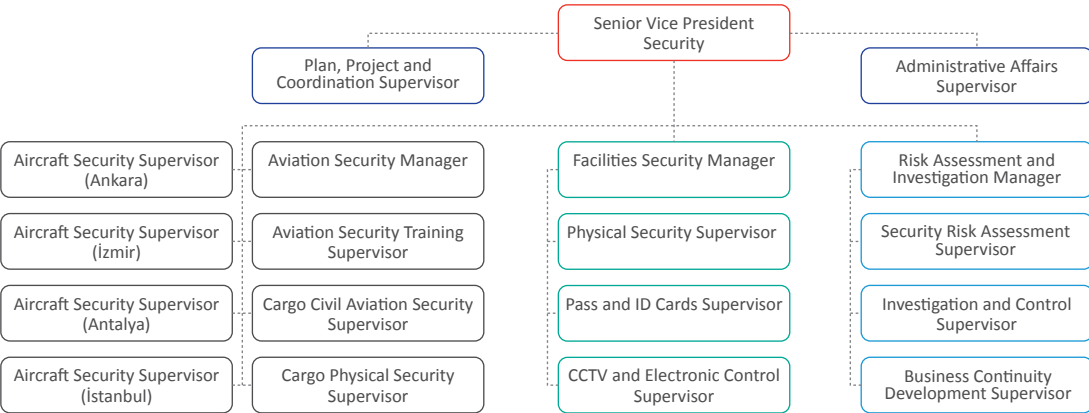 Senior Vice President
Security
Plan, Project and
Coordination Supervisor
Administrative Affairs
Supervisor
Aircraft Security Supervisor
(Ankara)
Aviation Security Manager
Facilities Security Manager
Risk Assessment and
Investigation Manager
Aircraft Security Supervisor
(İzmir)
Aviation Security Training
Supervisor
Physical Security Supervisor
Security Risk Assessment
Supervisor
Aircraft Security Supervisor
(Antalya)
Cargo Civil Aviation Security
Supervisor
Pass and ID Cards Supervisor
Investigation and Control
Supervisor
Aircraft Security Supervisor
(İstanbul)
Cargo Physical Security
Supervisor
CCTV and Electronic Control
Supervisor
Business Continuity
Development Supervisor